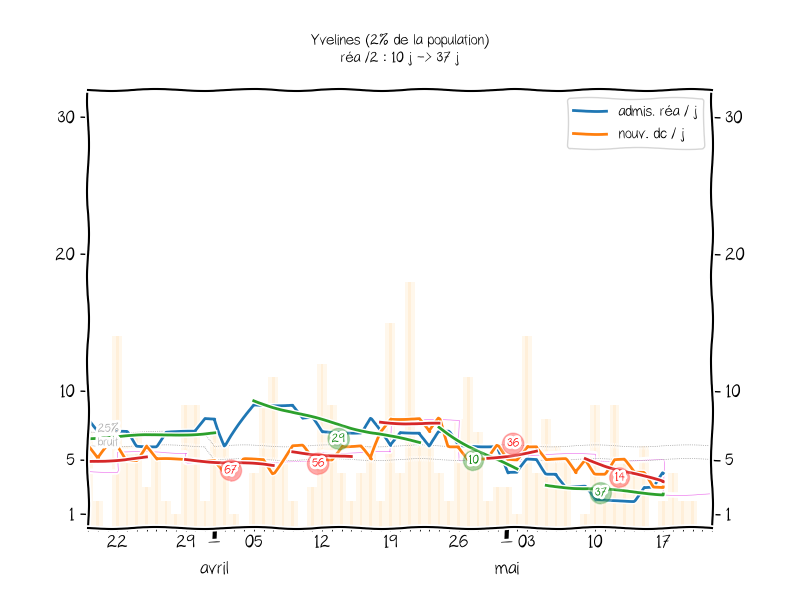 Yvelines (2% de la population)
réa /2 : 10 j -> 37 j
admis. réa / j
nouv. dc / j
30 30
20 20
10 10
5 5
1 1
25%
bruit
67
29
56
10
36
37
14
22 29 05 12 19 26 03 10 17
avril mai